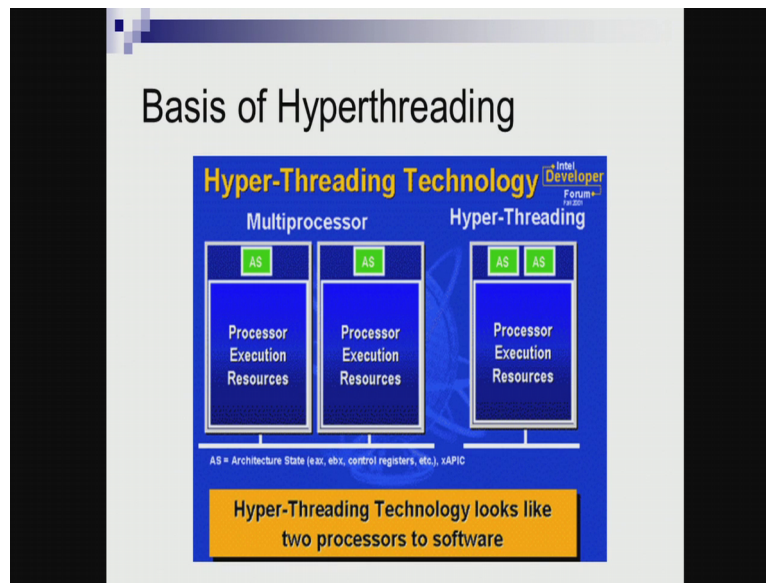 Basis of Hyperthreading
Hyper-Threading Technology
Intel
Developer
Forum
Fall 2001
Multiprocessor
Hyper-Threading
AS
AS
AS AS
Processor
Execution
Resources
Processor
Execution
Resources
Processor
Execution
Resources
AS = Architecture State (eax, ebx, control registers, etc.), xAPIC
Hyper-Threading Technology looks like
two processors to software